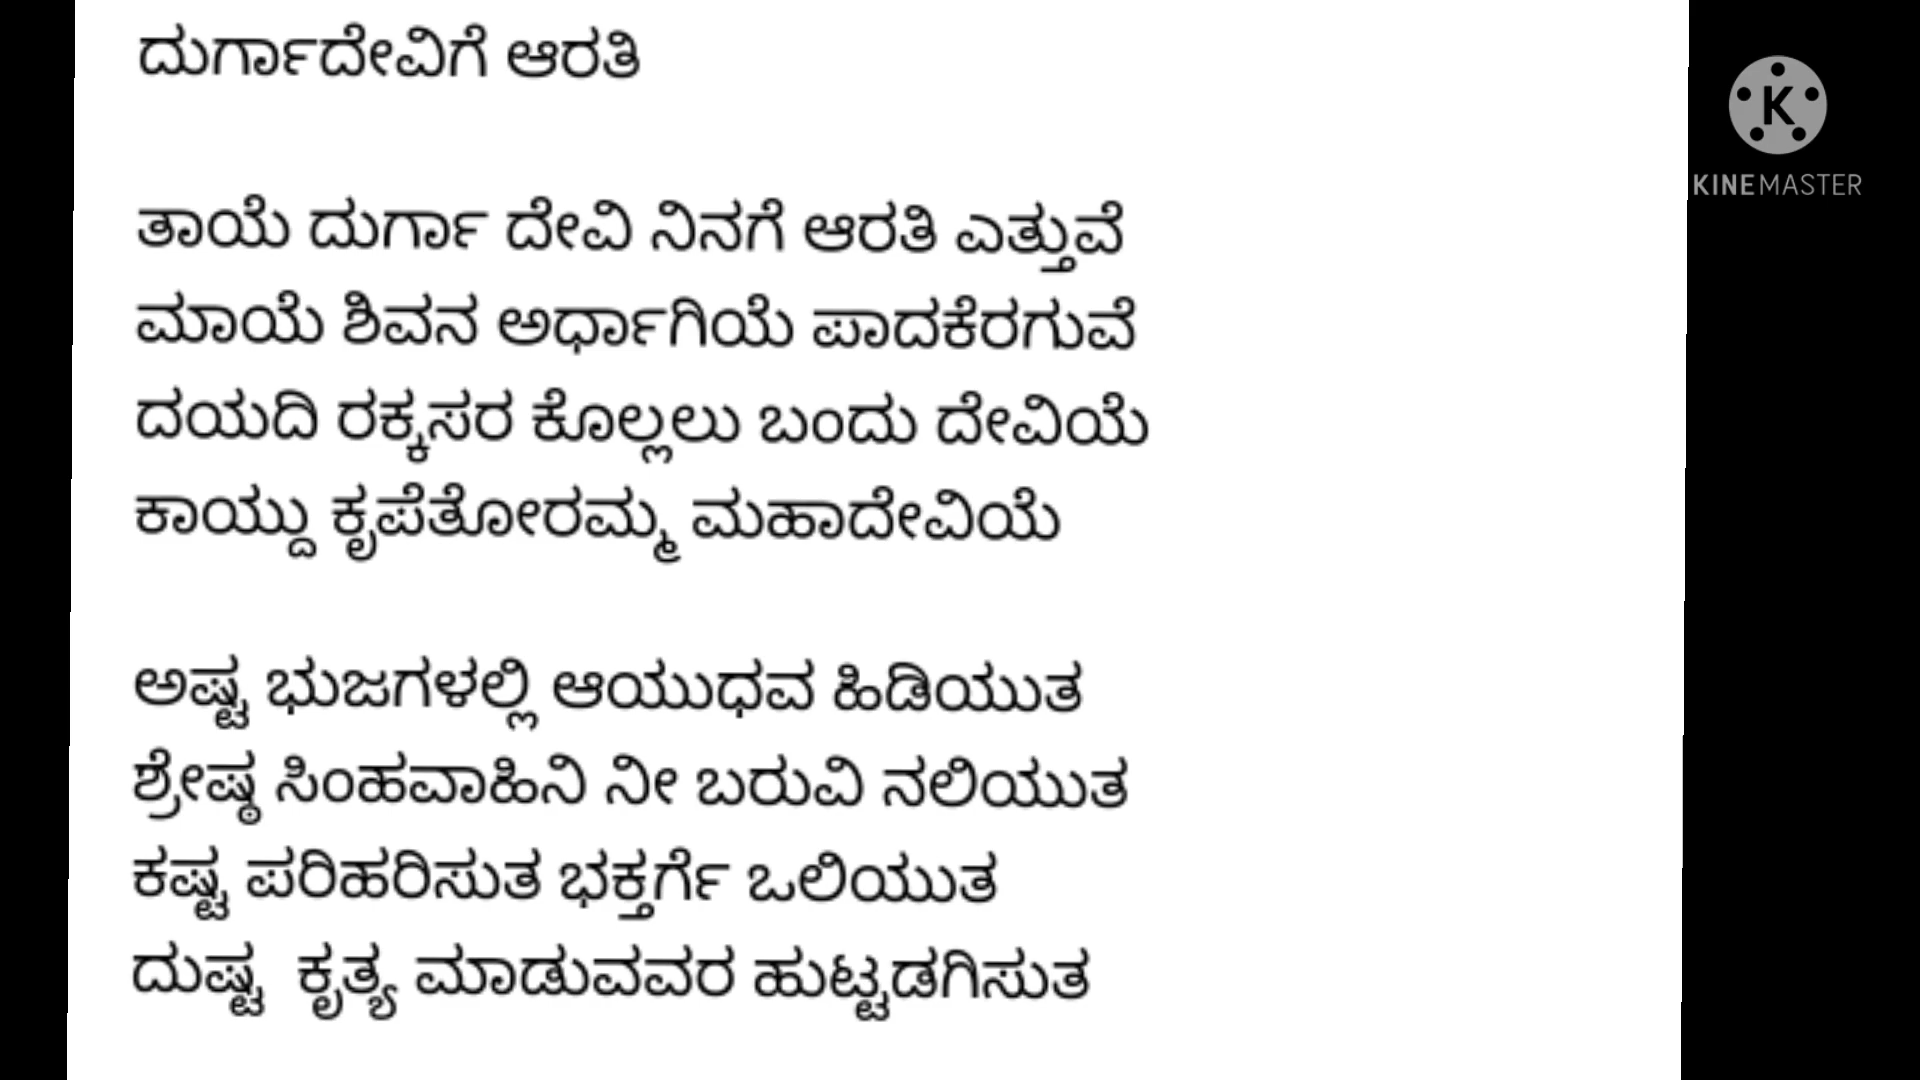 ದುರ್ಗಾದೇವಿಗೆ ಆರತಿ
KINEMASTER
ತಾಯೆ ದುರ್ಗಾ ದೇವಿ ನಿನಗೆ ಆರತಿ ಎತ್ತುವೆ
ಮಾಯೆ ಶಿವನ ಅರ್ಧಾಗಿಯೆ ಪಾದಕೆರಗುವೆ
ದಯದಿ ರಕ್ಕಸರ ಕೊಲ್ಲಲು ಬಂದು ದೇವಿಯೆ
ಕಾಯ್ದು ಕೃಪೆತೋರಮ್ಮ ಮಹಾದೇವಿಯೆ
ಅಷ್ಟ ಭುಜಗಳಲ್ಲಿ ಆಯುಧವ ಹಿಡಿಯುತ
ಶ್ರೇಷ್ಠ ಸಿಂಹವಾಹಿನಿ ನೀ ಬರುವಿ ನಲಿಯುತ
ಕಷ್ಟ ಪರಿಹರಿಸುತ ಭಕ್ತರ್ಗೆ ಒಲಿಯುತ
ದುಷ್ಟ ಕೃತ್ಯ ಮಾಡುವವರ ಹುಟ್ಟಡಗಿಸುತ